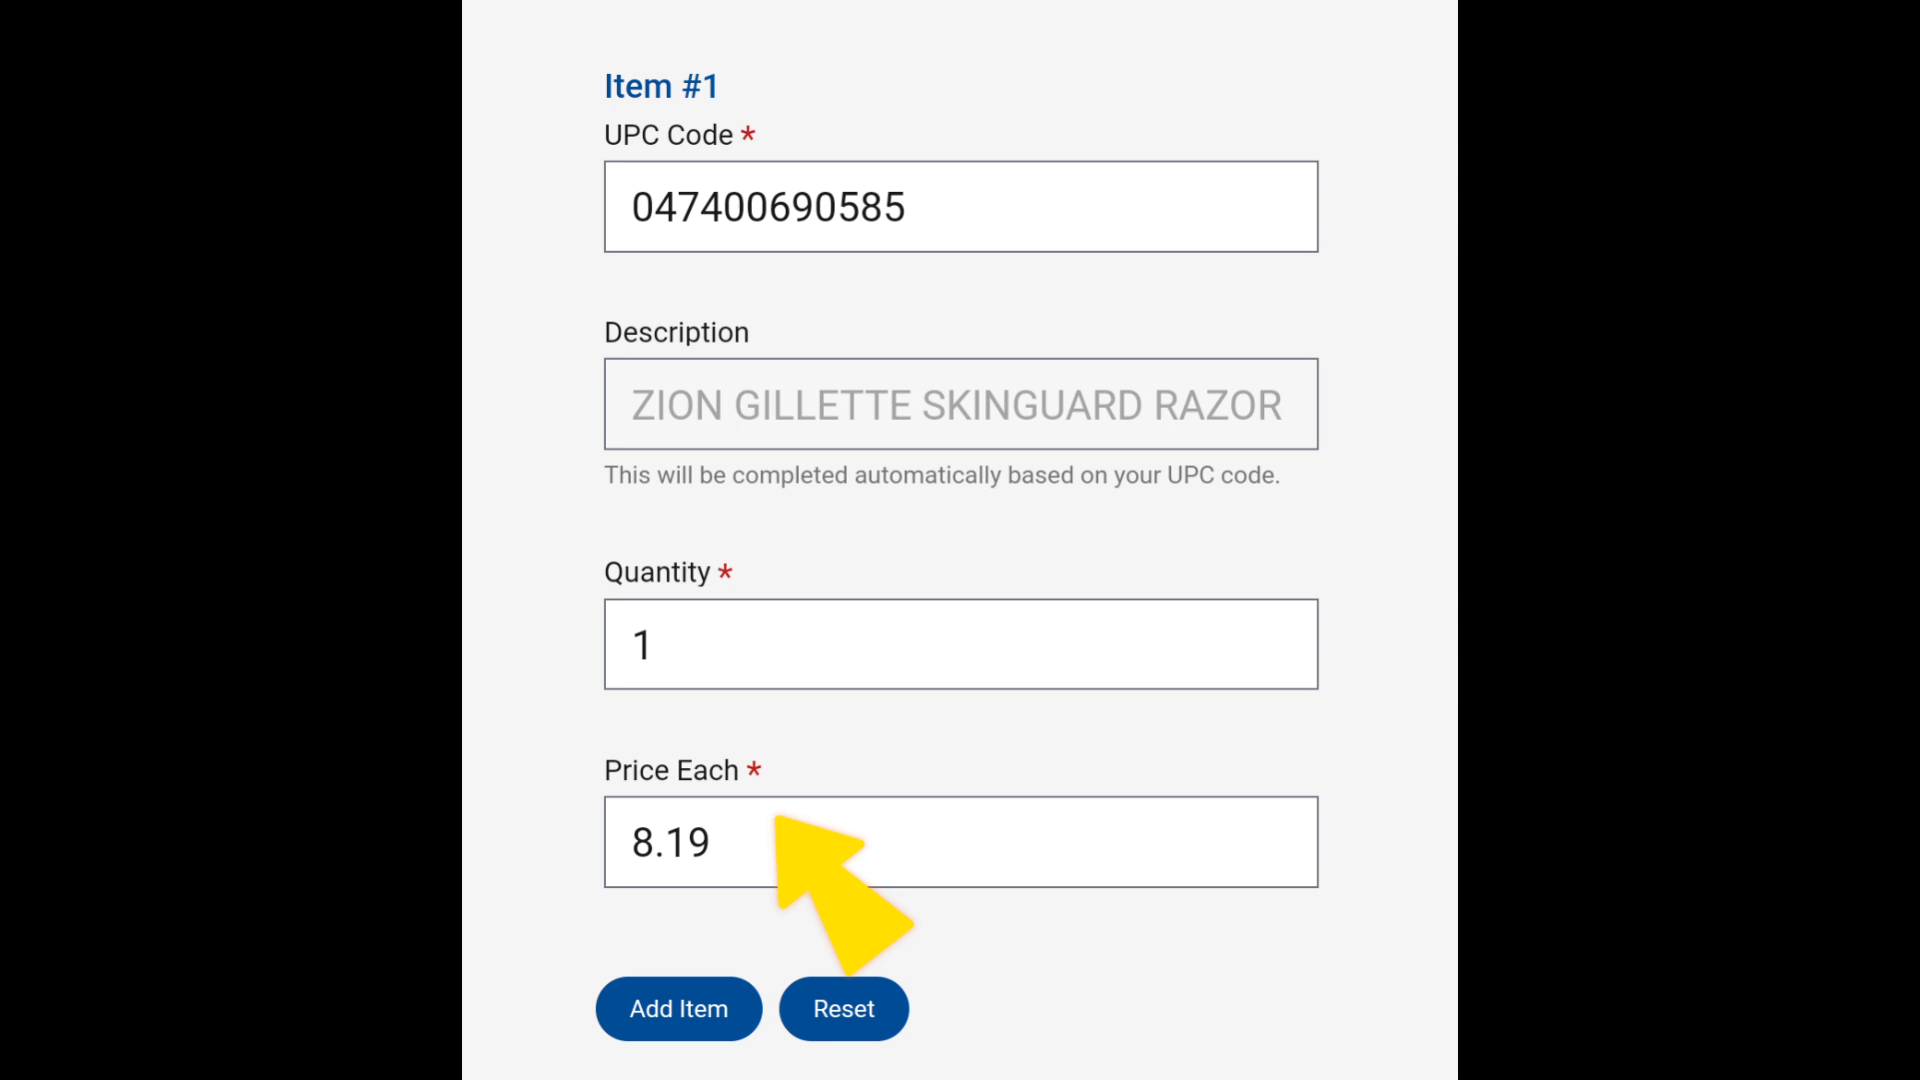 Item #1
UPC Code *
047400690585
Description
ZION GILLETTE SKINGUARD RAZOR
This will be completed automatically based on your UPC code.
Quantity *
1
Price Each *
8.19
Add Item
Reset